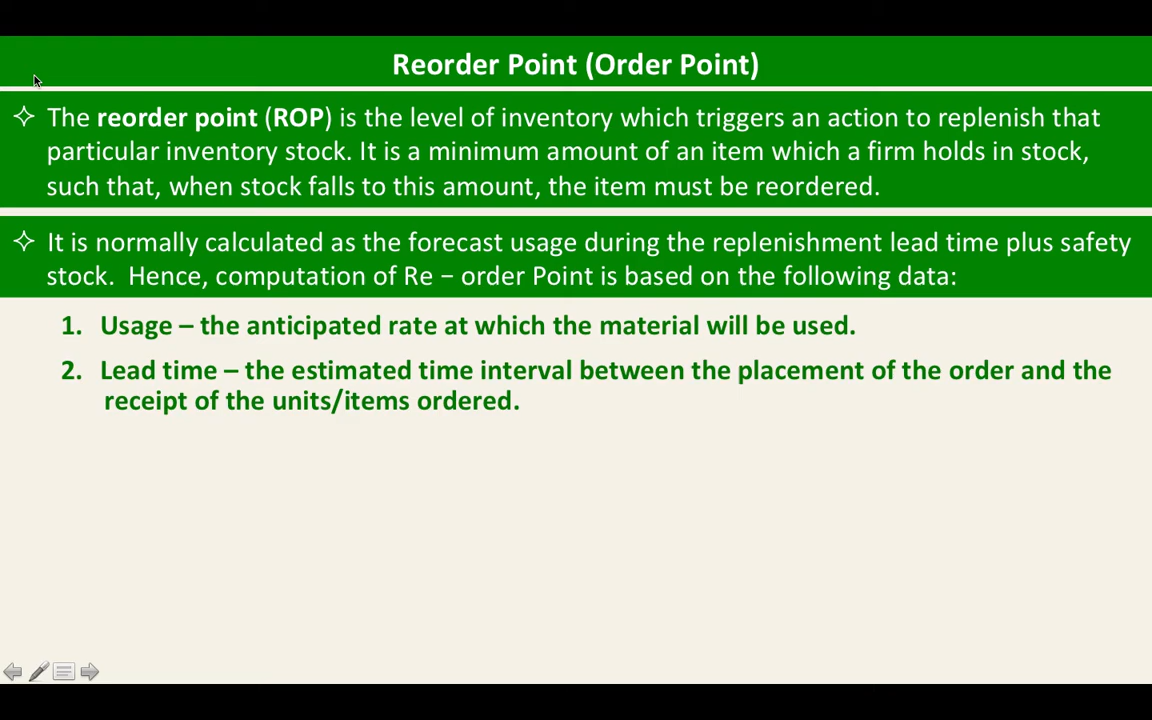 Reorder Point (Order Point)
The reorder point (ROP) is the level of inventory which triggers an action to replenish that
particular inventory stock. It is a minimum amount of an item which a firm holds in stock,
such that, when stock falls to this amount, the item must be reordered.
It is normally calculated as the forecast usage during the replenishment lead time plus safety
stock.  Hence, computation of Re − order Point is based on the following data:
1. Usage – the anticipated rate at which the material will be used.
2. Lead time – the estimated time interval between the placement of the order and the
receipt of the units/items ordered.